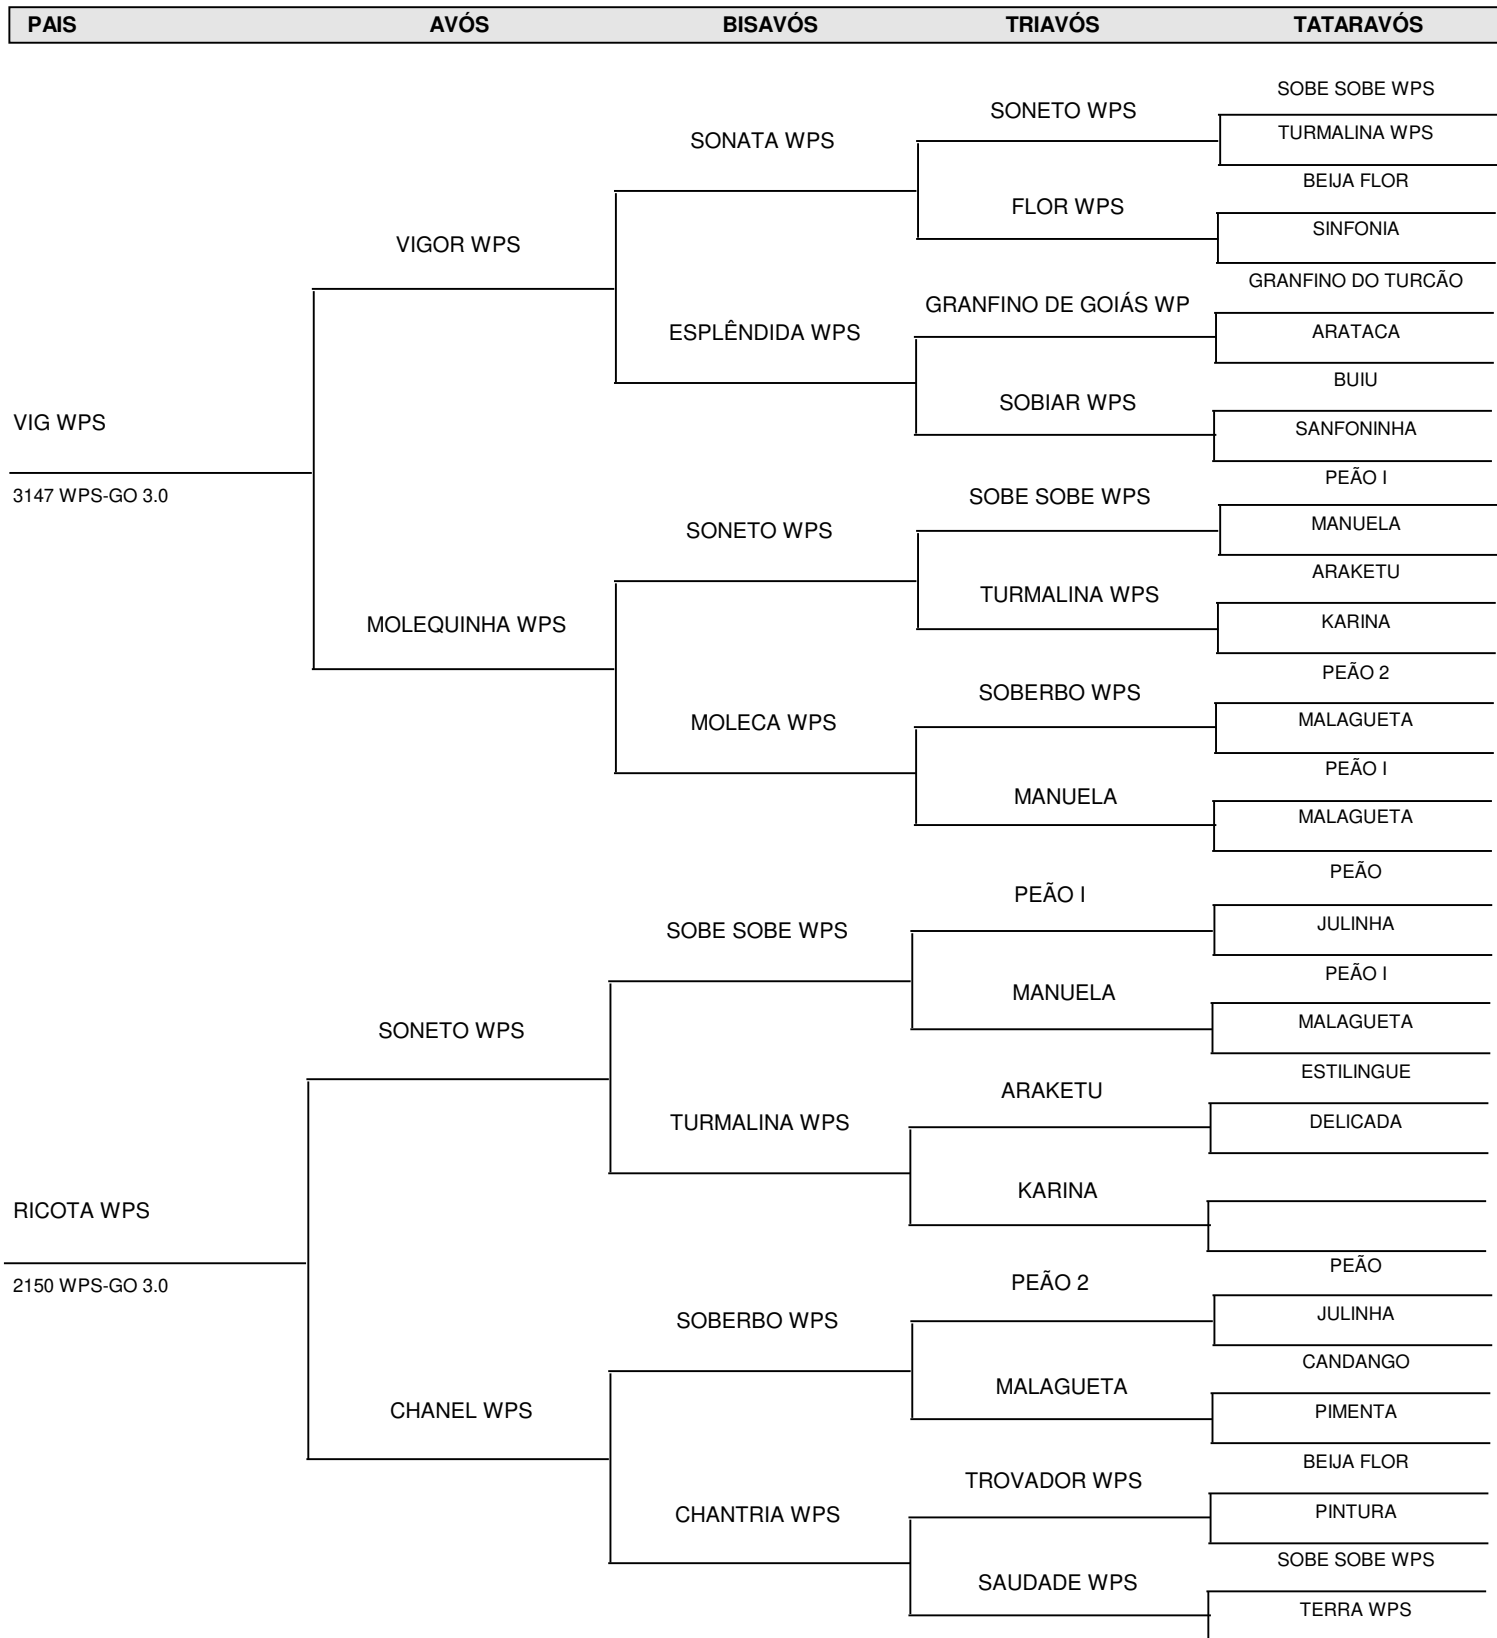 PAIS AVÓS BISAVÓS TRIAVÓS TATARAVÓS
SOBE SOBE WPS
SONETO WPS
TURMALINA WPS
SONATA WPS
BEIJA FLOR
FLOR WPS
SINFONIA
VIGOR WPS
GRANFINO DO TURCÃO
GRANFINO DE GOIÁS WP
ESPLÊNDIDA WPS
ARATACA
BUIU
SOBIAR WPS
VIG WPS
SANFONINHA
PEÃO I
3147 WPS-GO 3.0
SOBE SOBE WPS
MANUELA
SONETO WPS
ARAKETU
TURMALINA WPS
KARINA
MOLEQUINHA WPS
PEÃO 2
SOBERBO WPS
MALAGUETA
MOLECA WPS
PEÃO I
MANUELA
MALAGUETA
PEÃO
PEÃO I
JULINHA
SOBE SOBE WPS
PEÃO I
MANUELA
MALAGUETA
SONETO WPS
ESTILINGUE
ARAKETU
DELICADA
TURMALINA WPS
KARINA
RICOTA WPS
PEÃO
2150 WPS-GO 3.0
PEÃO 2
JULINHA
SOBERBO WPS
CANDANGO
MALAGUETA
CHANEL WPS
PIMENTA
BEIJA FLOR
TROVADOR WPS
PINTURA
CHANTRIA WPS
SOBE SOBE WPS
SAUDADE WPS
TERRA WPS